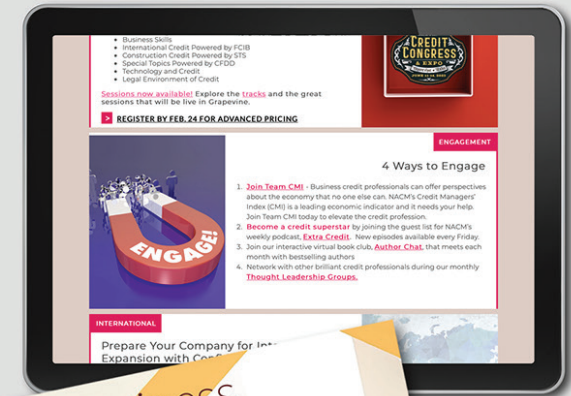 • Business Skills
• International Credit Powered by FCIB
• Construction Credit Powered by STS
• Special Topics Powered by CFDD
• Technology and Credit
• Legal Environment of Credit
Sessions now available! Explore the tracks and the great
sessions that will be live in Grapevine.
> REGISTER BY FEB. 24 FOR ADVANCED PRICING
CREDIT
CONGRESS
& EXPO
ENGAGEMENT
4 Ways to Engage
1. Join Team CMI - Business credit professionals can offer perspectives
about the economy that no one else can. NACM's Credit Managers'
Index (CMI) is a leading economic indicator and it needs your help.
Join Team CMI today to elevate the credit profession.
2. Become a credit superstar by joining the guest list for NACM's
weekly podcast, Extra Credit. New episodes available every Friday.
3. Join our interactive virtual book club, Author Chat, that meets each
month with bestselling authors
4. Network with other brilliant credit professionals during our monthly
Thought Leadership Groups.
ENGAGE!
INTERNATIONAL
Prepare Your Company for
Expansion with